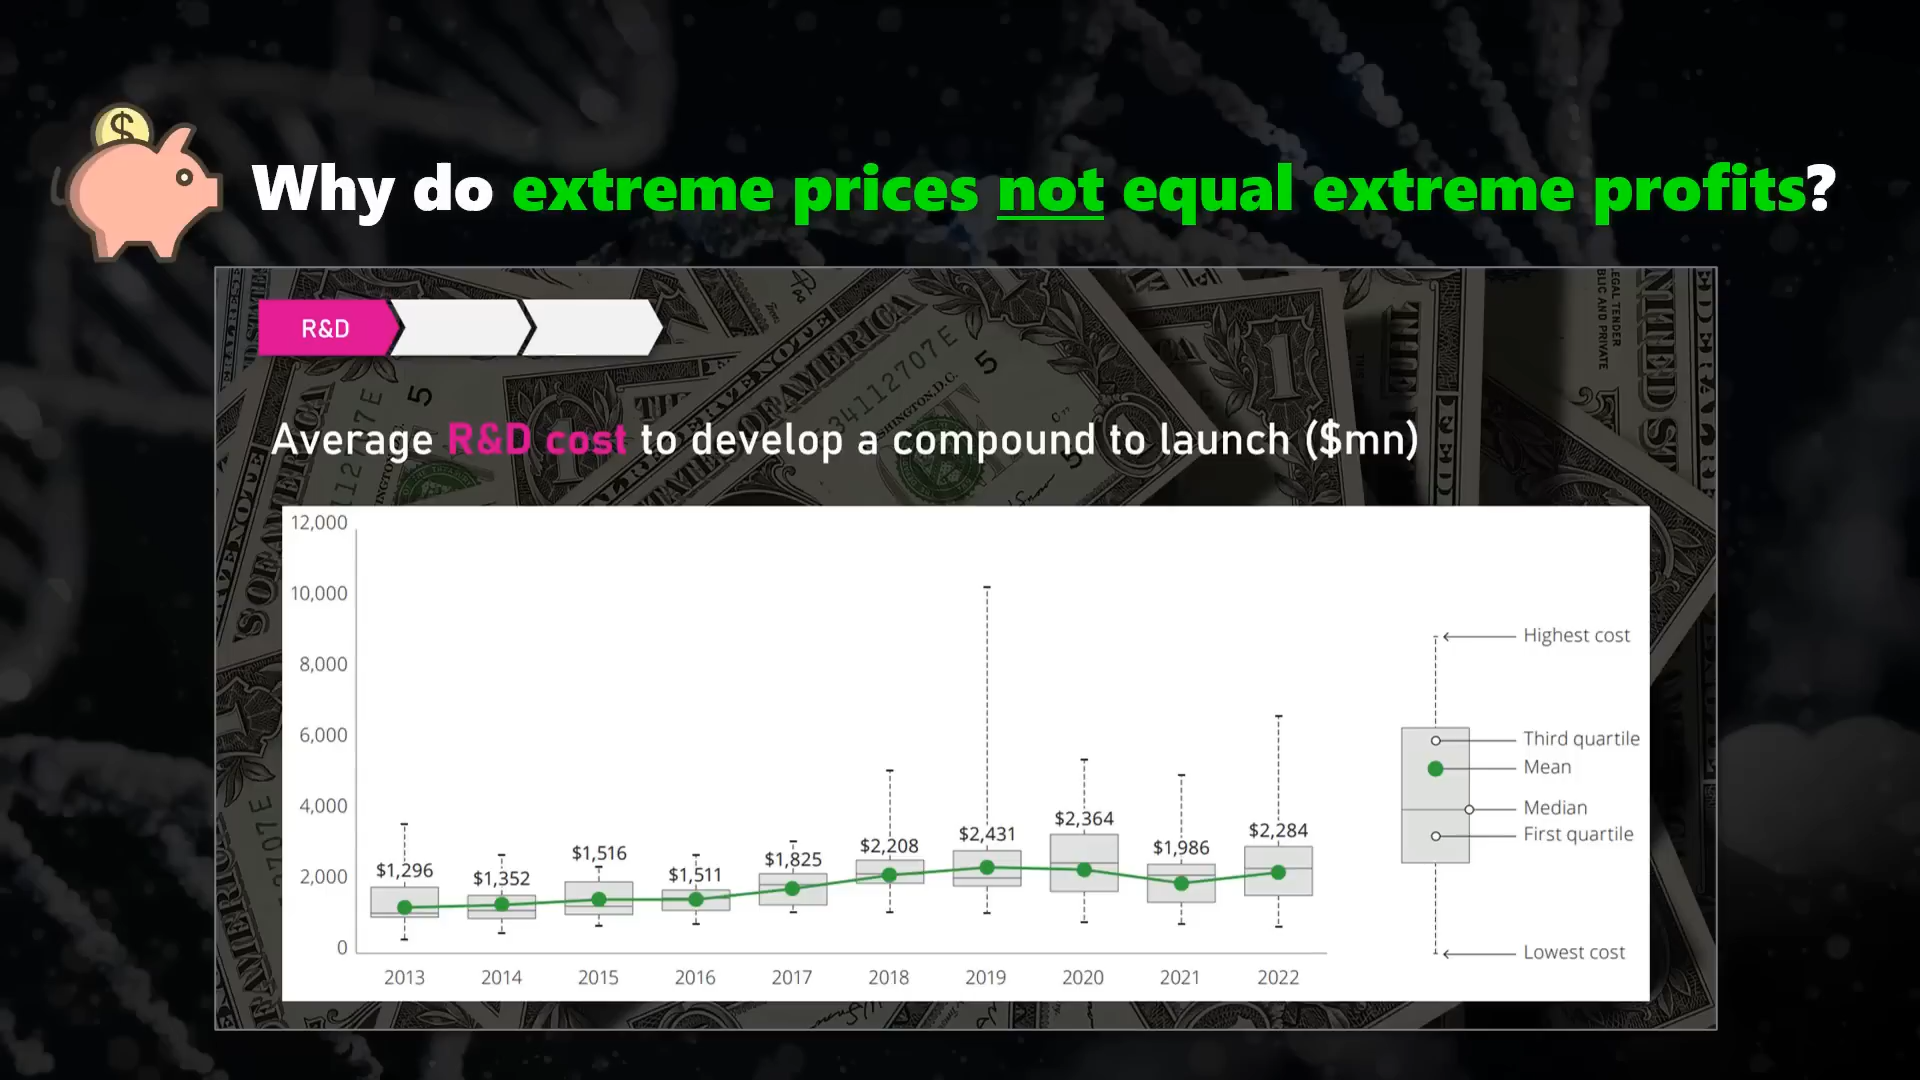 $
Why do extreme prices not equal extreme profits?
R&D
Average R&D cost to develop a compound to launch ($mn)
12,000
10,000
8,000
6,000
4,000
2,000
0
$1,296
$1,352
$1,516
$1,511
$1,825
$2,208
$2,431
$2,364
$1,986
$2,284
2013 2014 2015 2016 2017 2018 2019 2020 2021 2022
Highest cost
Third quartile
Mean
Median
First quartile
Lowest cost